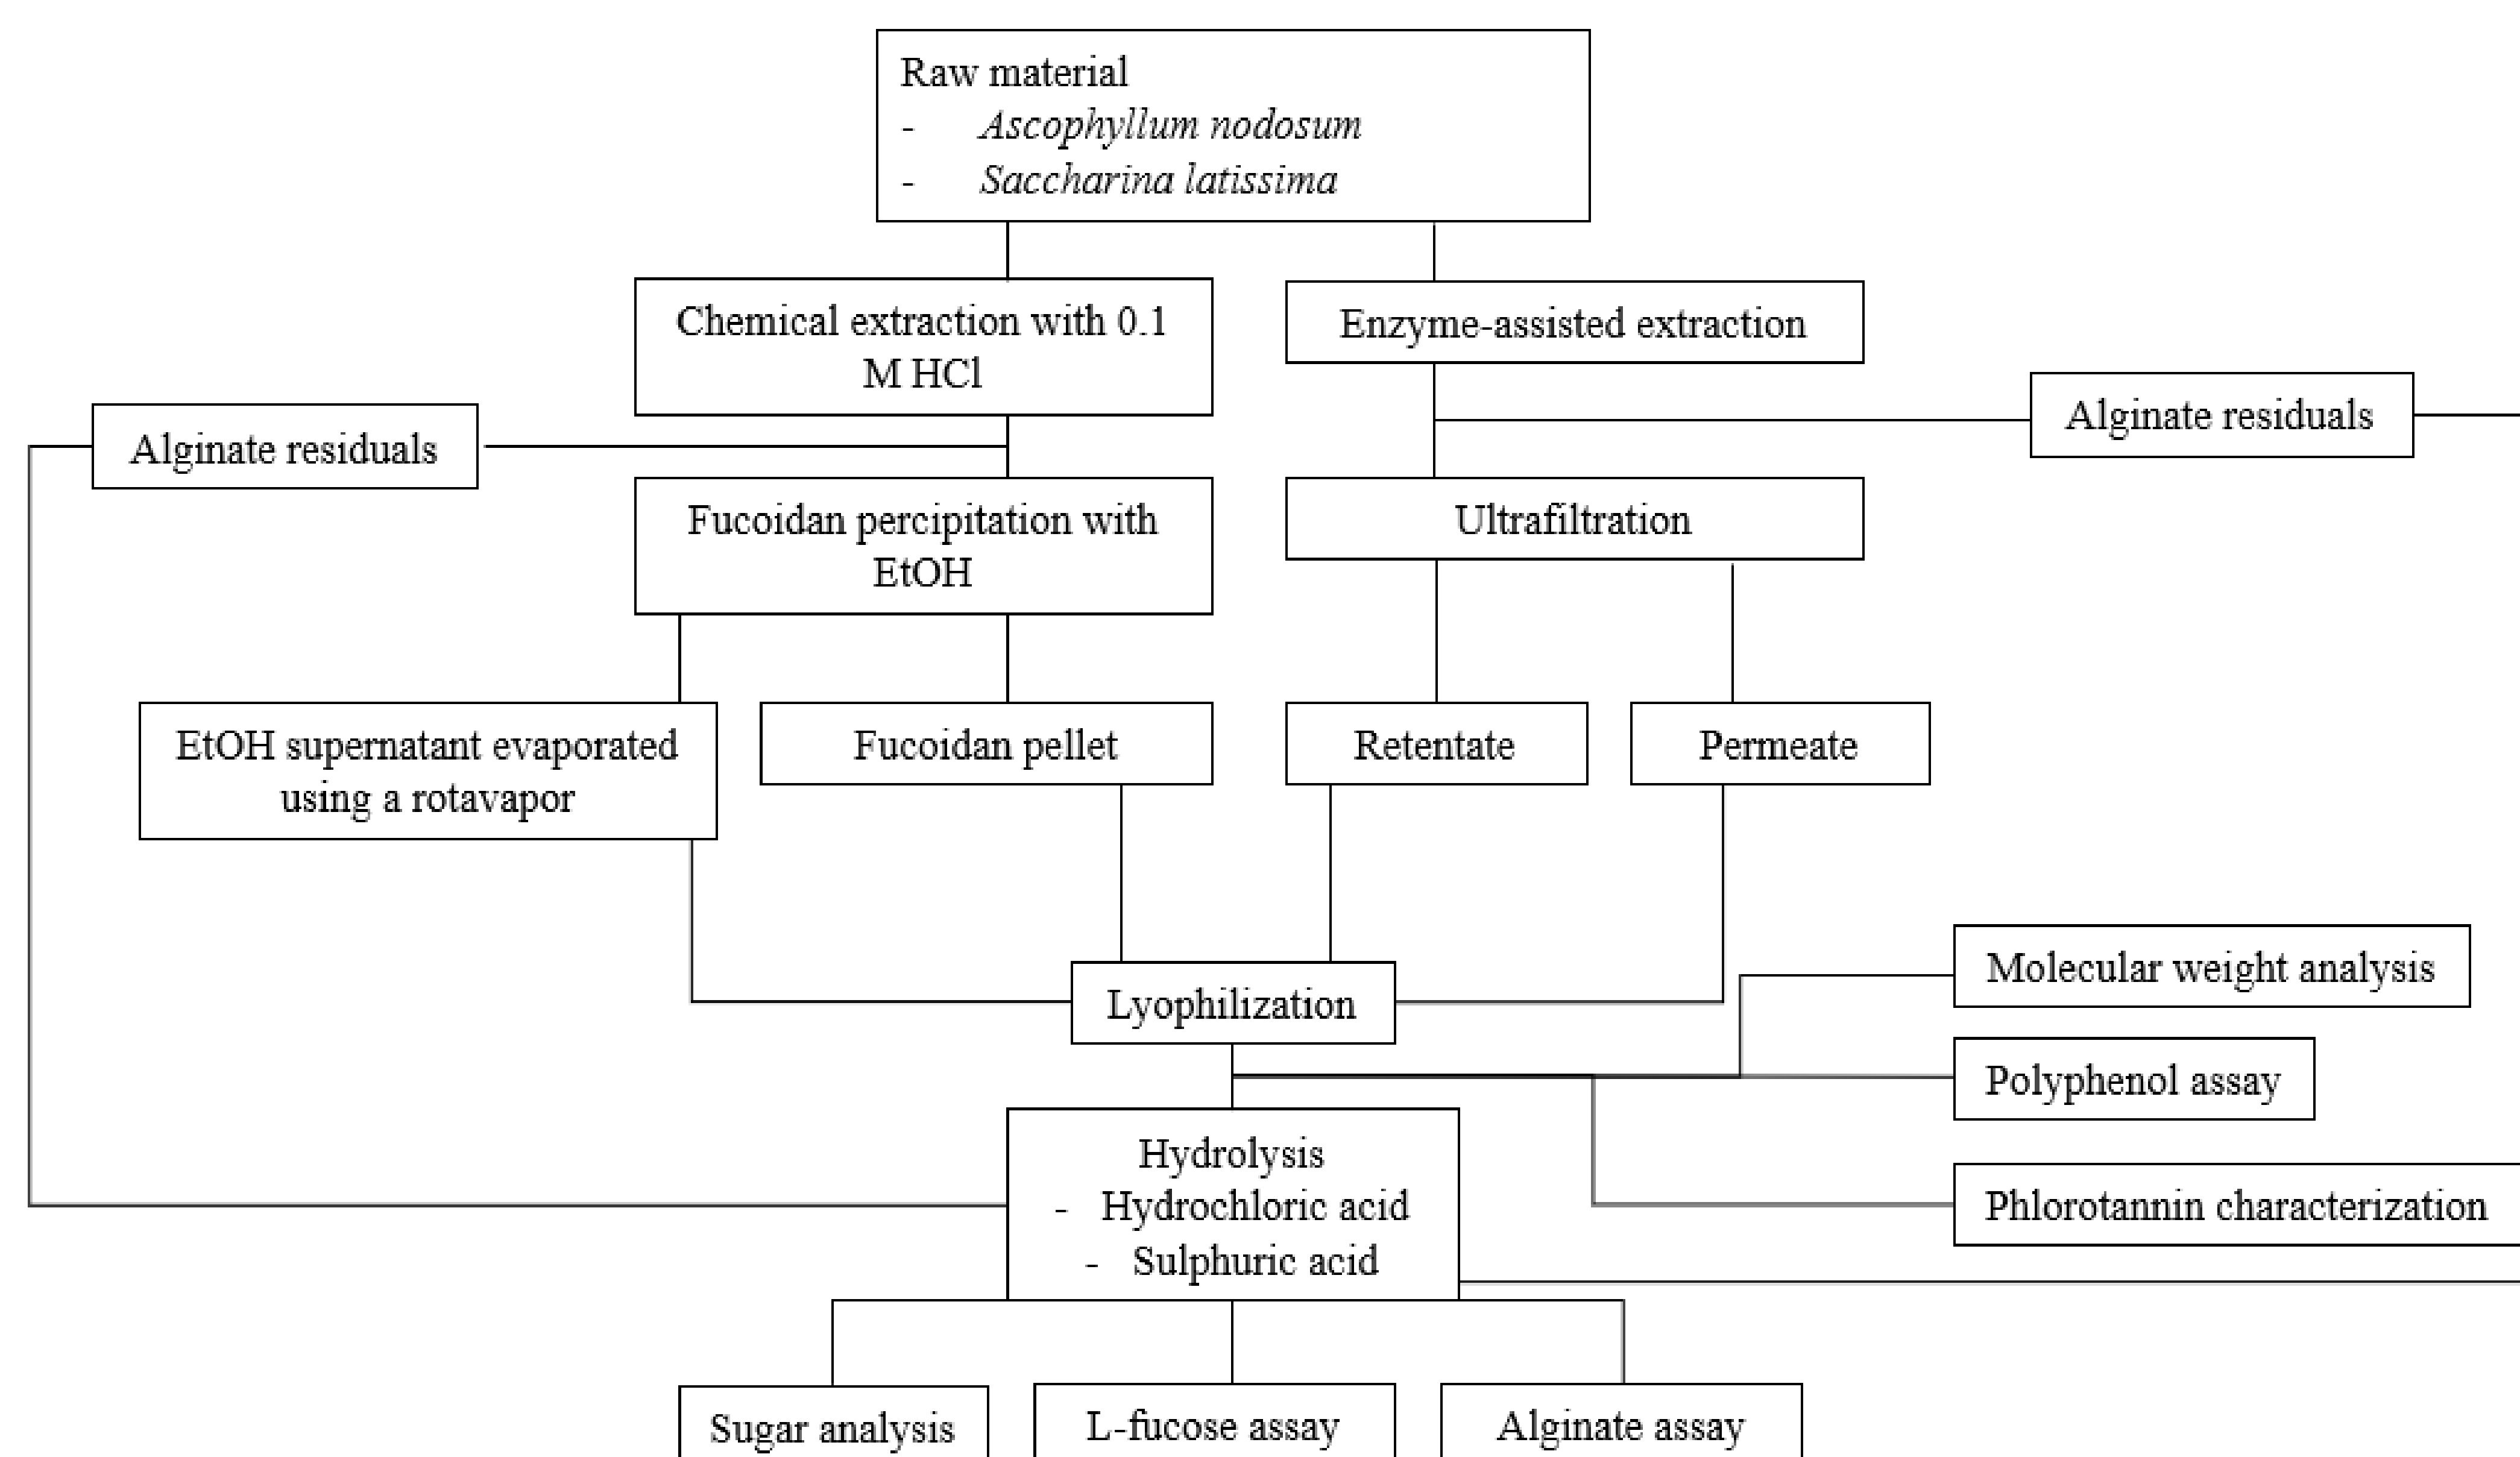 Raw material
- Ascophyllum nodosum
- Saccharina latissima
Chemical extraction with 0.1
M HCl
Enzyme-assisted extraction
Alginate residuals
Alginate residuals
Fucoidan percipitation with
EtOH
Ultrafiltration
EtOH supernatant evaporated
using a rotavapor
Fucoidan pellet
Retentate
Permeate
Lyophilization
Molecular weight analysis
Polyphenol assay
Phlorotannin characterization
Hydrolysis
- Hydrochloric acid
- Sulphuric acid
Sugar analysis
L-fucose assay
Alginate assay